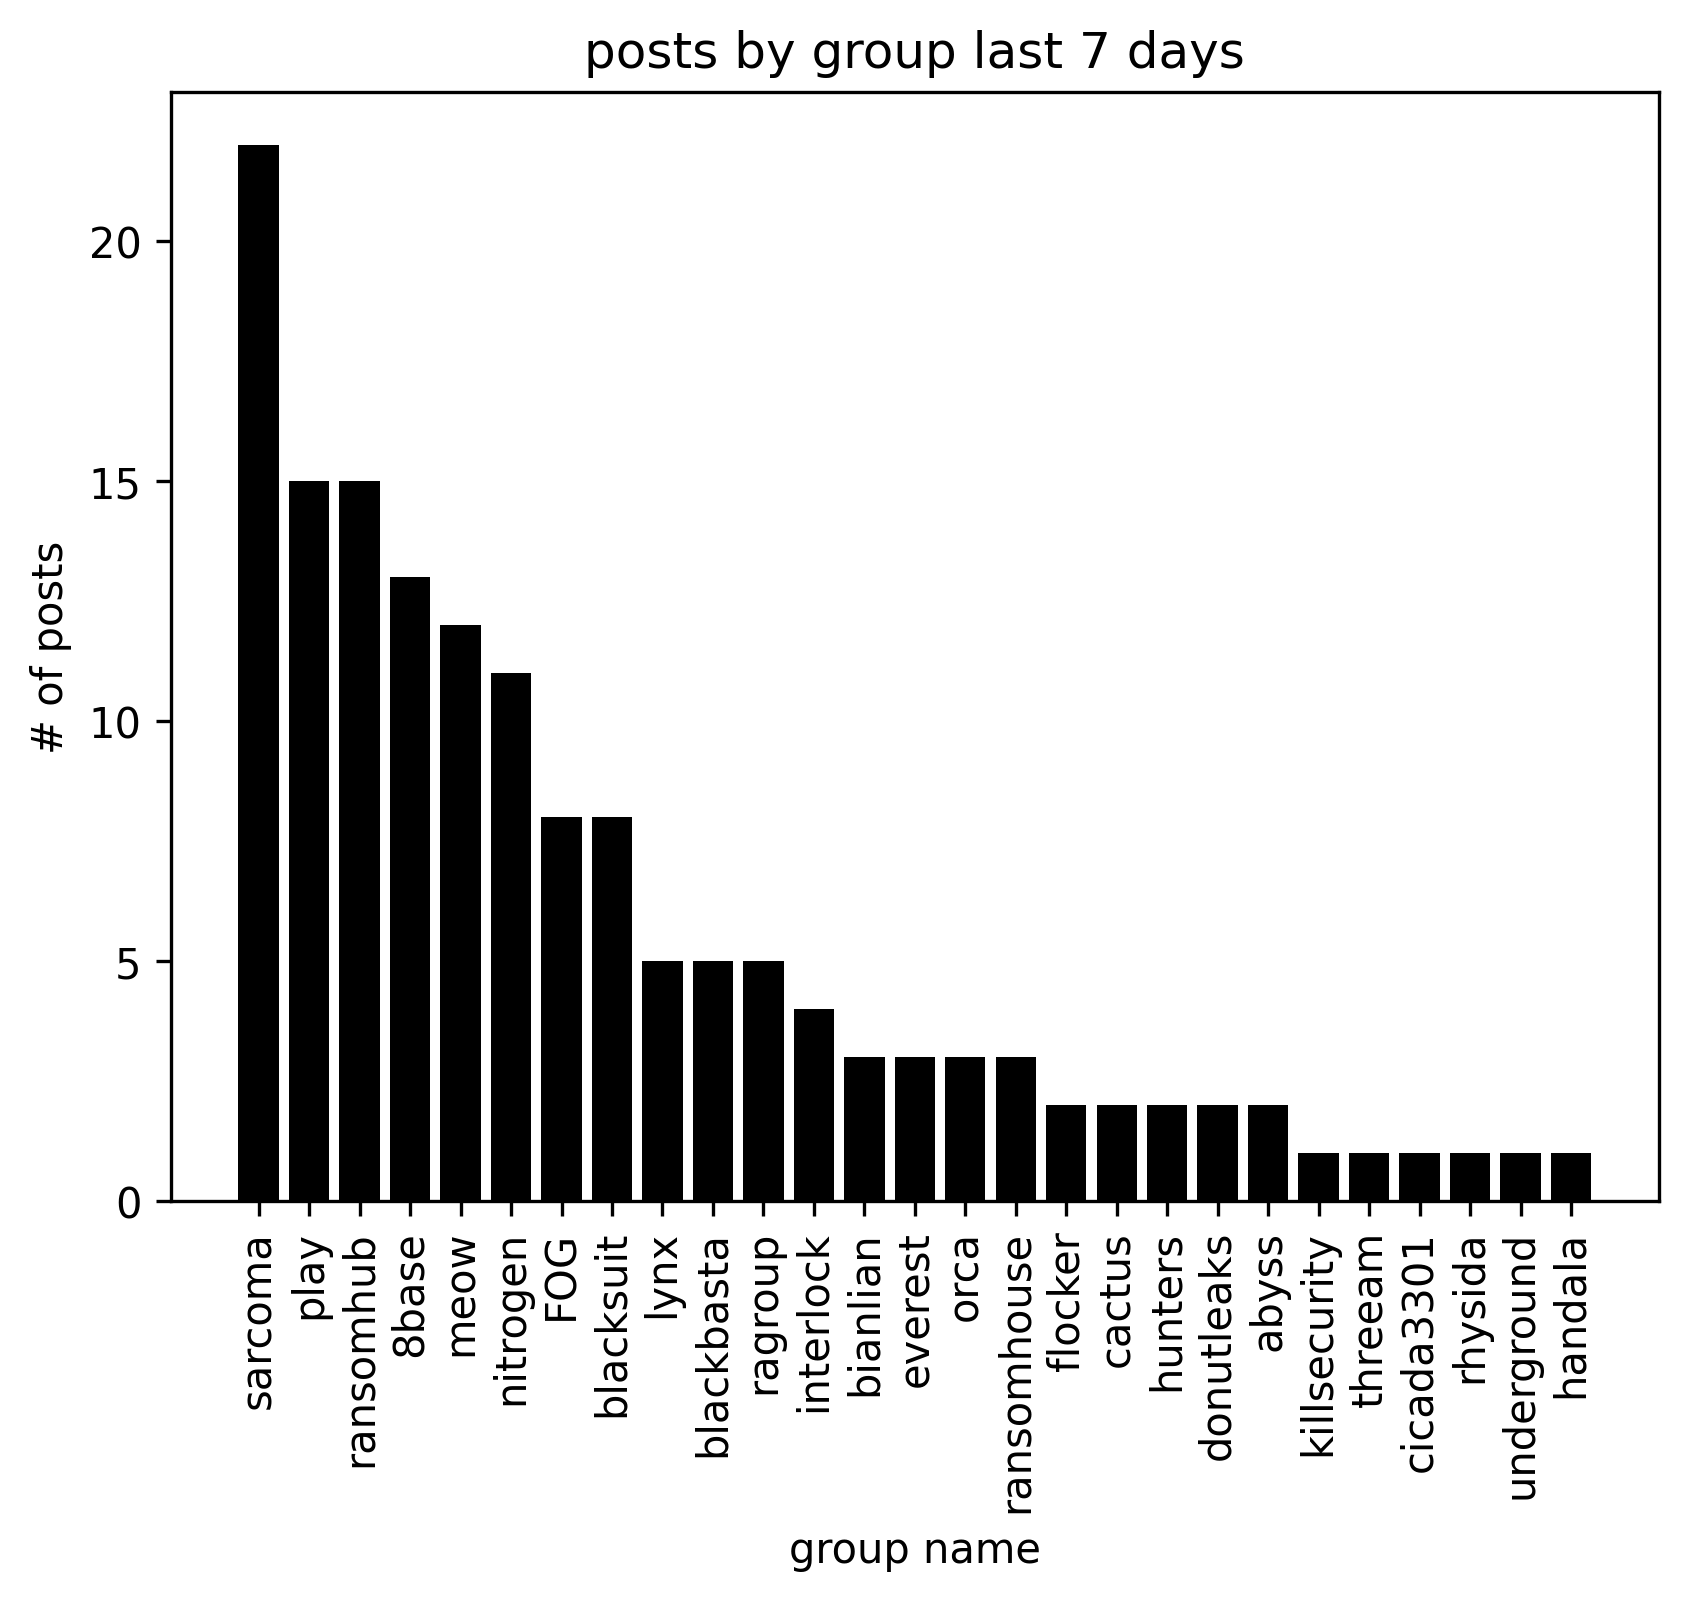 posts by group last 7 days
# of posts
20
15
10
5
0
sarcoma
play
ransomhub
8base
meow
nitrogen
FOG
blacksuit
lynx
blackbasta
ragroup
interlock
bianlian
everest
orca
ransomhouse
flocker
cactus
hunters
donutleaks
abyss
killsecurity
threeam
cicada3301
rhysida
underground
handala
group name